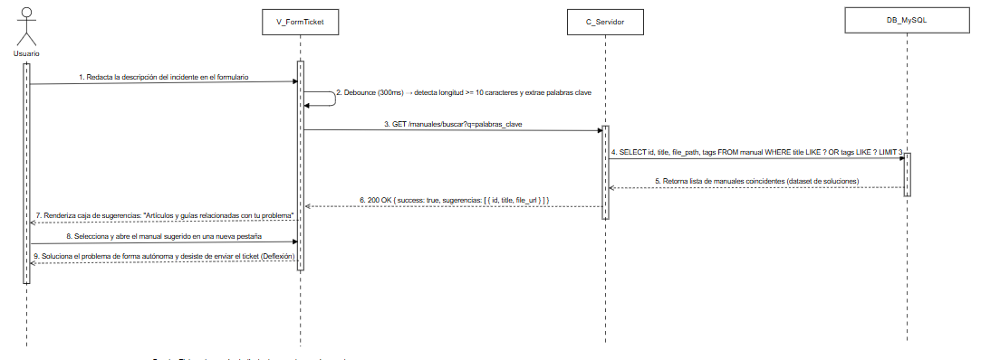 V_FormTicket
C_Servidor
DB_MySQL
Usuario
1. Redacta la descripción del incidente en el formulario
2. Debounce (300ms) → detecta longitud >= 10 caracteres y extrae palabras clave
3. GET /manuales/buscar?q=palabras_clave
4. SELECT id, title, file_path, tags FROM manual WHERE title LIKE ? OR tags LIKE ? LIMIT 3
5. Retorna lista de manuales coincidentes (dataset de soluciones)
6. 200 OK { success: true, sugerencias: [ { id, title, file_url } ] }
7. Renderiza caja de sugerencias: "Artículos y guías relacionadas con tu problema"
8. Selecciona y abre el manual sugerido en una nueva pestaña
9. Soluciona el problema de forma autónoma y desiste de enviar el ticket (Deflexión)